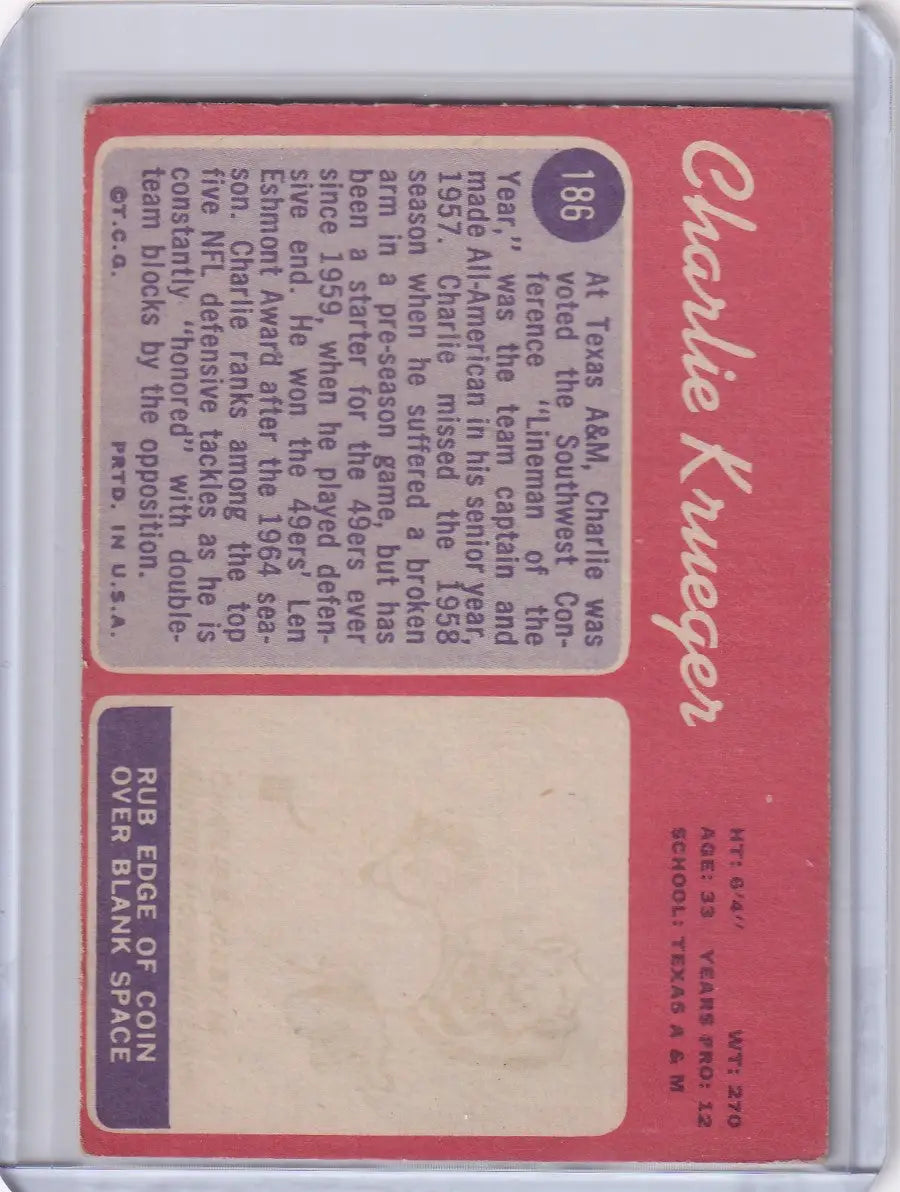 Charlie Krueger
HT: 6'4" WT: 270
AGE: 33 YEARS PRO: 12
SCHOOL: TEXAS A & M
186
At Texas A&M, Charlie was
voted the Southwest Con-
ference "Lineman of the
Year," was the team captain and
made All-American in his senior year,
1957. Charlie missed the 1958
season when he suffered a broken
arm in a pre-season game, but has
been a starter for the 49ers ever
since 1959, when he played defen-
sive end. He won the 49ers' Len
Eshmont Award after the 1964 sea-
son. Charlie ranks among the top
five NFL defensive tackles as he is
constantly "honored" with double-
team blocks by the opposition.
©T.C.G. PRTD. IN U.S.A.
RUB EDGE OF COIN
OVER BLANK SPACE